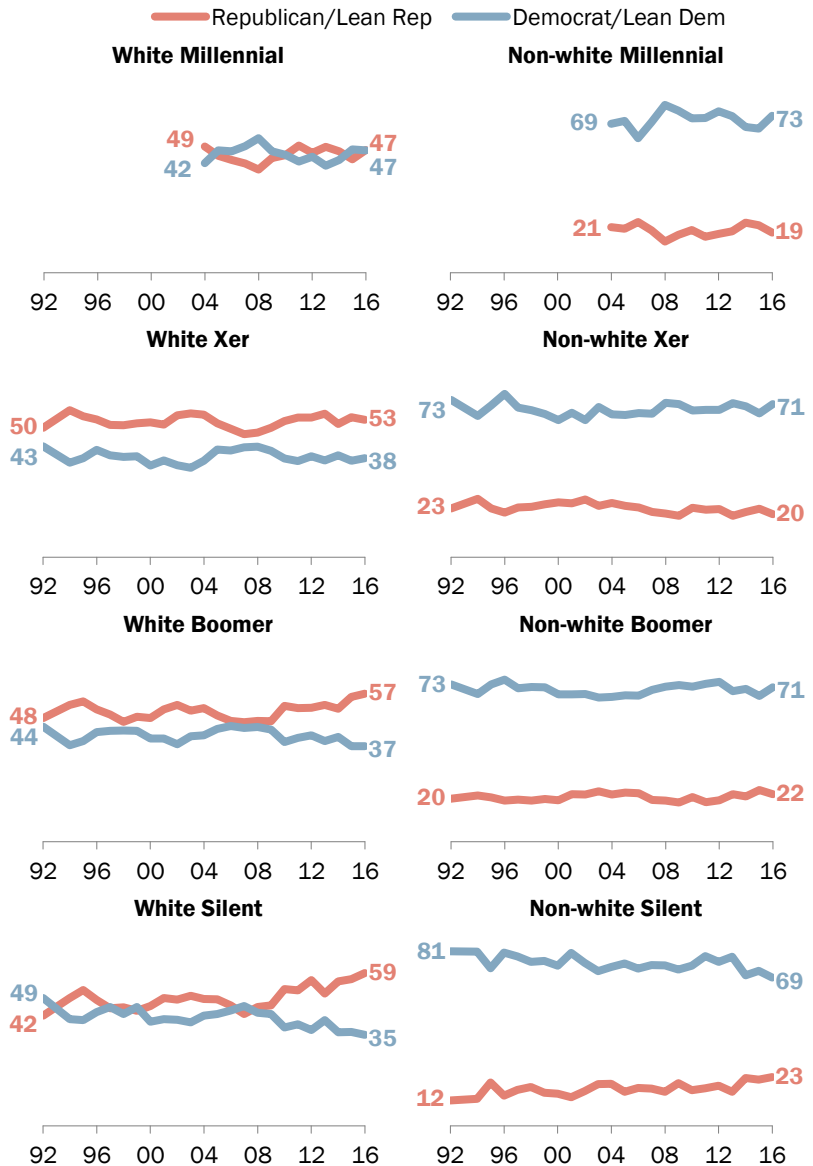 Republican/Lean Rep Democrat/Lean Dem
White Millennial
49
42
47
47
92 96 00 04 08 12 16
Non-white Millennial
69
73
21
19
92 96 00 04 08 12 16
White Xer
50
43
53
38
92 96 00 04 08 12 16
Non-white Xer
73
71
23
20
92 96 00 04 08 12 16
White Boomer
48
44
57
37
92 96 00 04 08 12 16
Non-white Boomer
73
71
20
22
92 96 00 04 08 12 16
White Silent
49
42
59
35
92 96 00 04 08 12 16
Non-white Silent
81
69
12
23
92 96 00 04 08 12 16